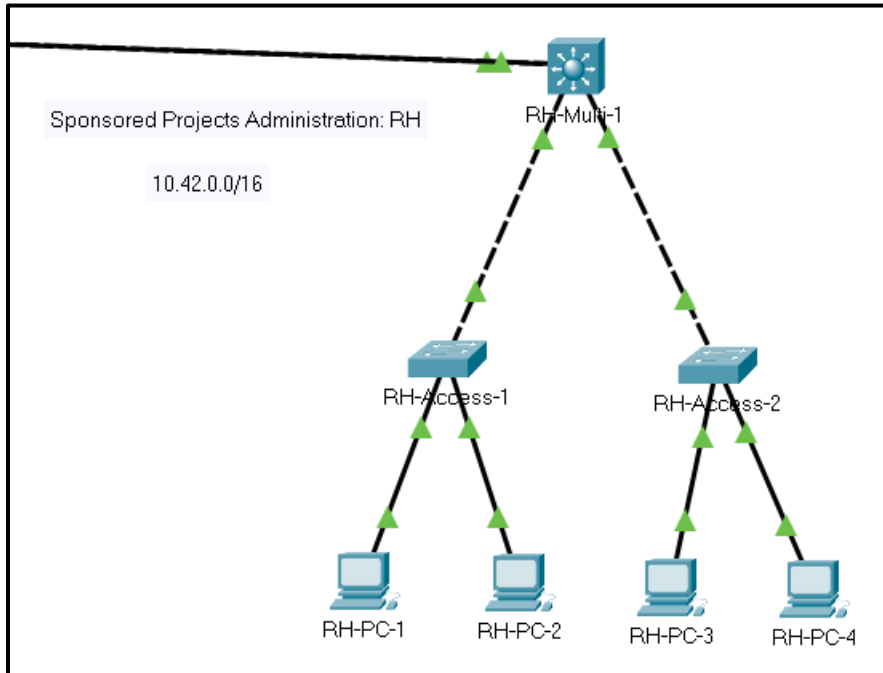 RH-Multi-1
Sponsored Projects Administration: RH
10.42.0.0/16
RH-Access-1
RH-Access-2
RH-PC-1
RH-PC-2
RH-PC-3
RH-PC-4